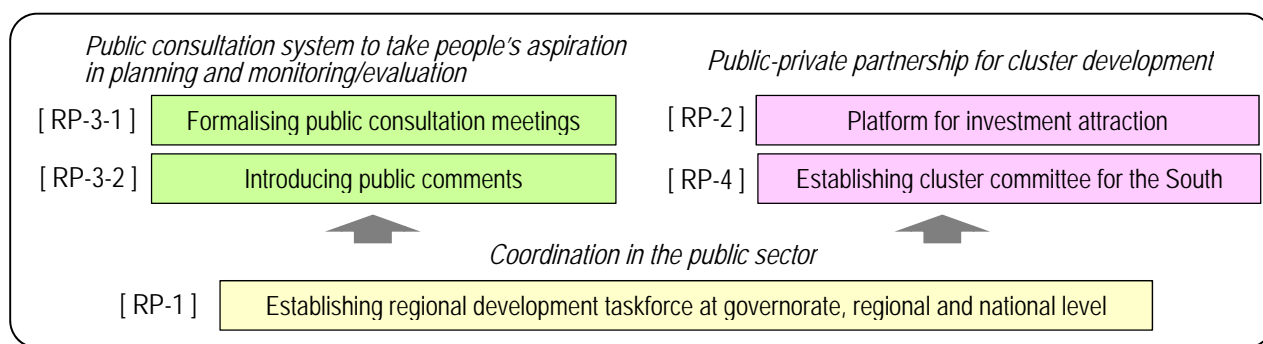 Public consultation system to take people's aspiration
in planning and monitoring/evaluation
[ RP-3-1 ] Formalising public consultation meetings
[ RP-3-2 ] Introducing public comments
Public-private partnership for cluster development
[ RP-2 ] Platform for investment attraction
[ RP-4 ] Establishing cluster committee for the South
Coordination in the public sector
[ RP-1 ] Establishing regional development taskforce at governorate, regional and national level